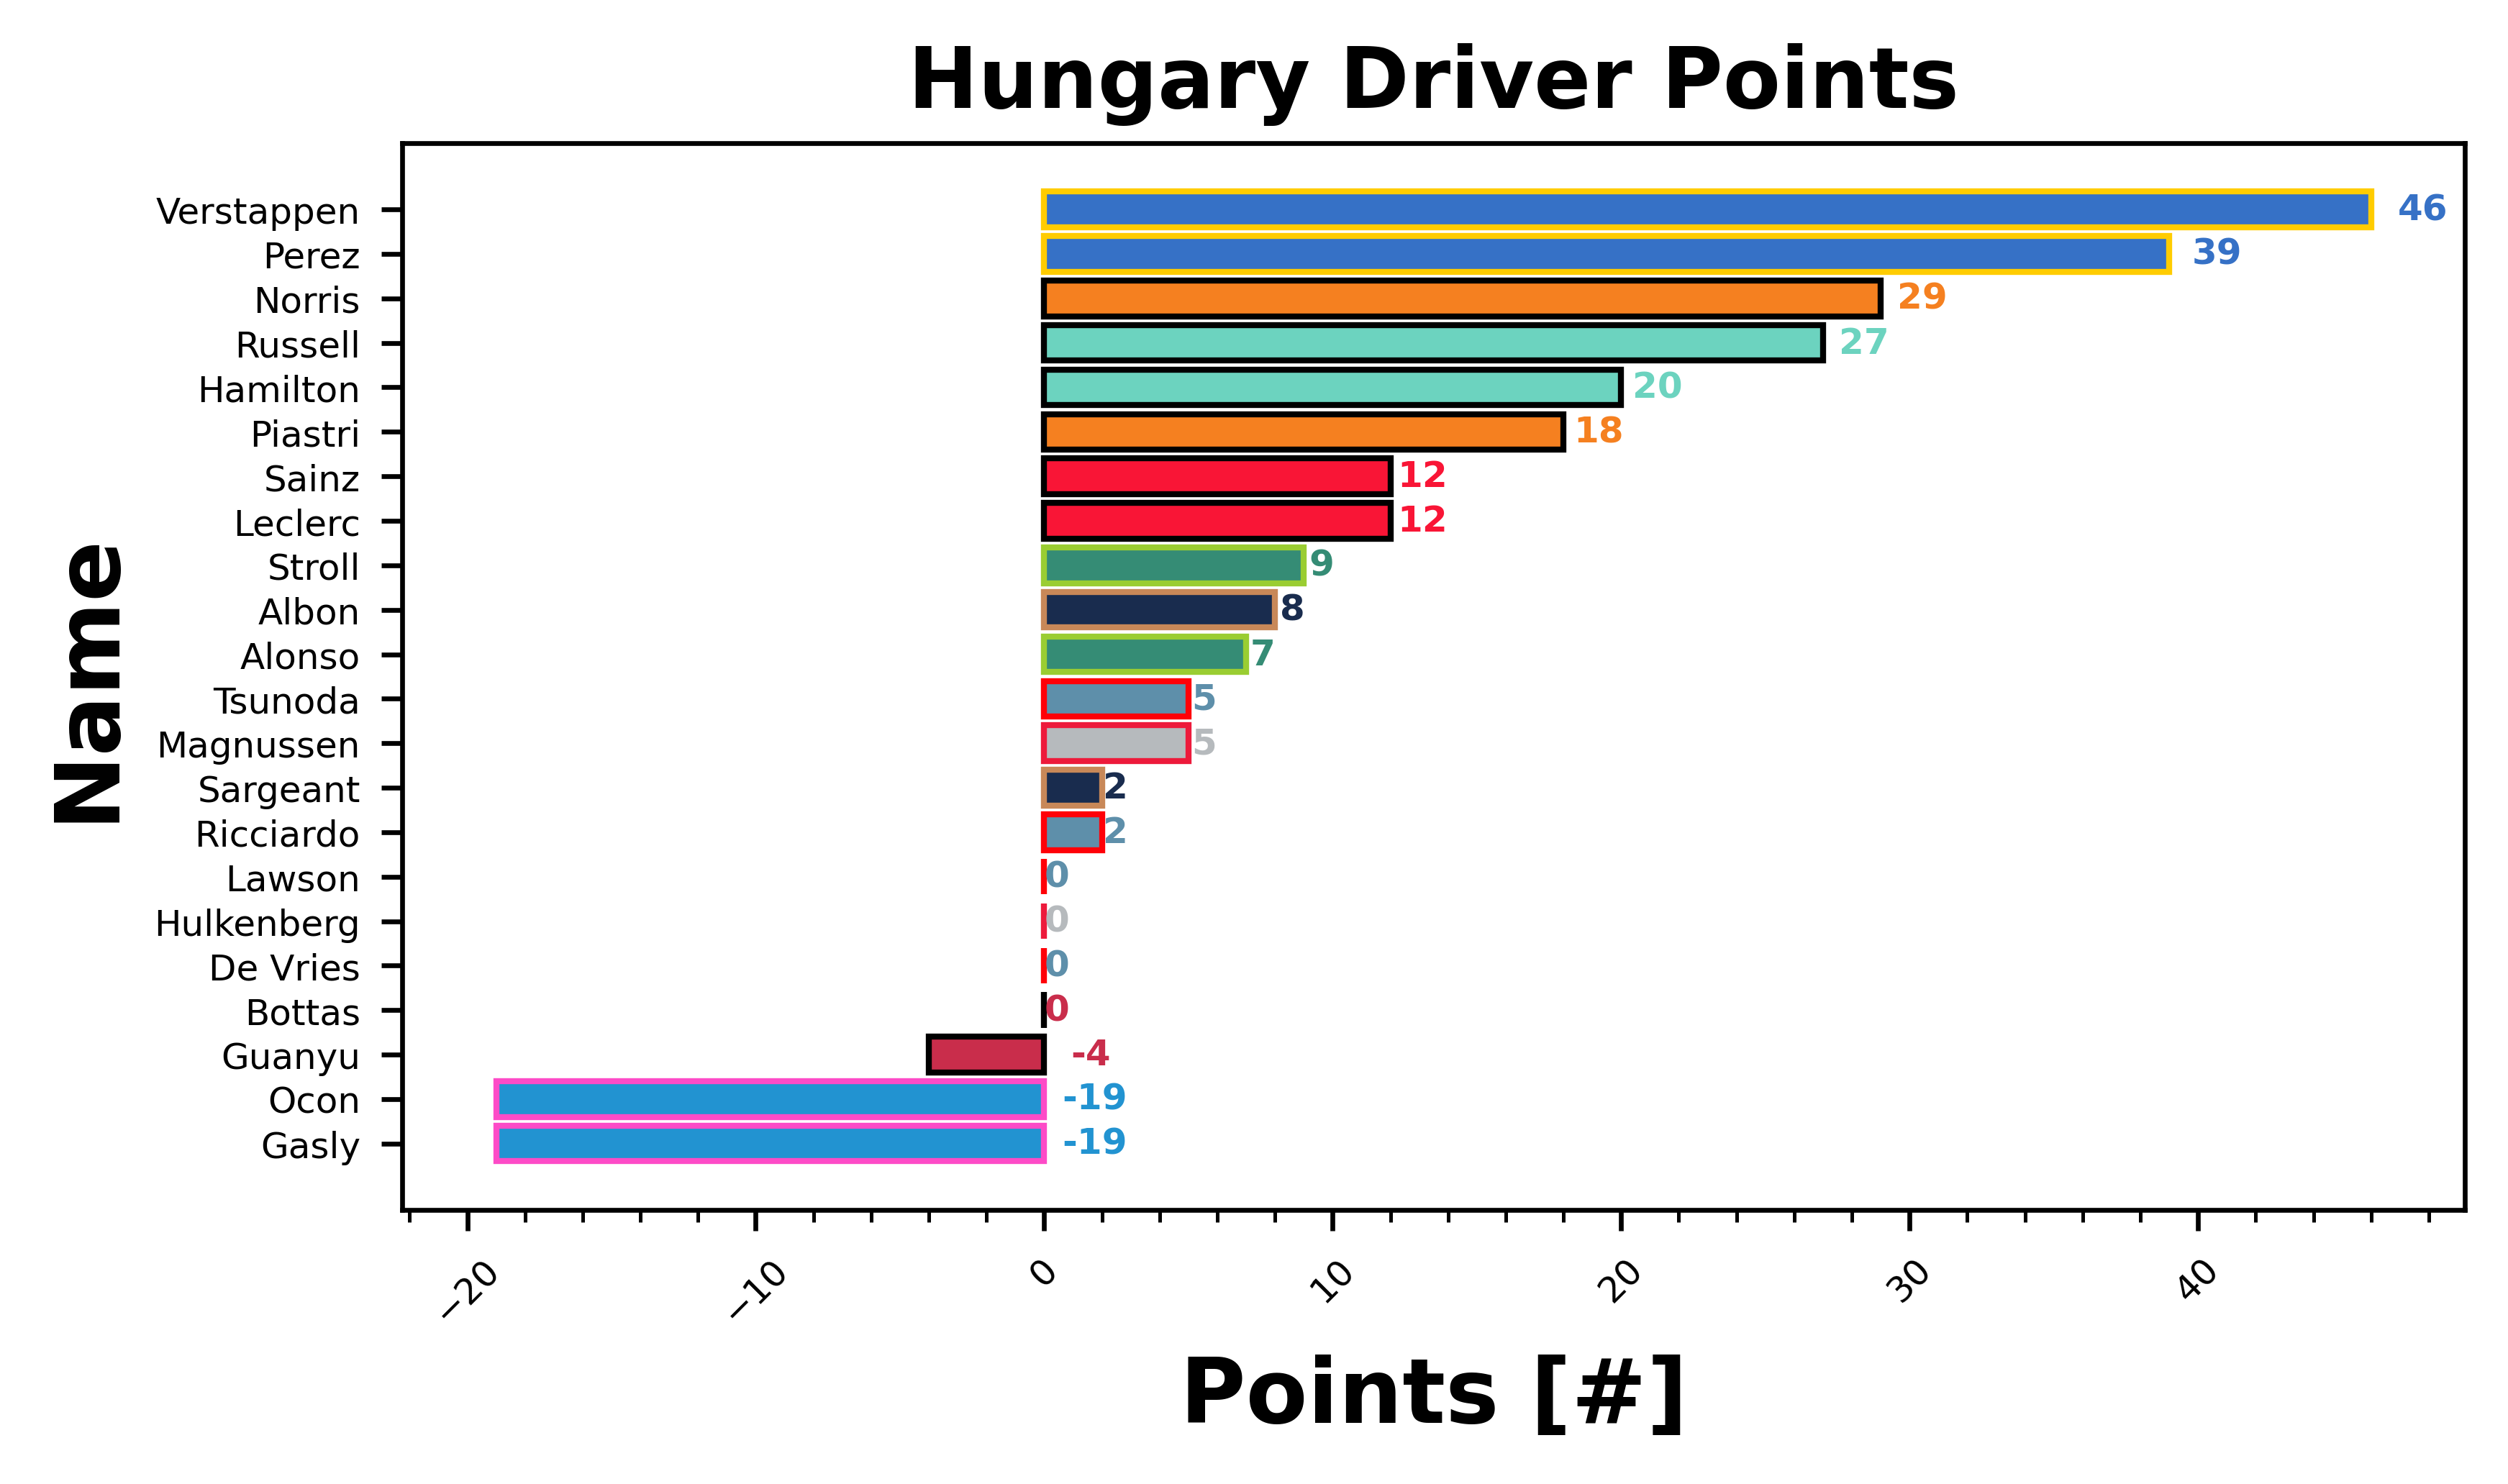 Hungary Driver Points
Name
Verstappen 46
Perez 39
Norris 29
Russell 27
Hamilton 20
Piastri 18
Sainz 12
Leclerc 12
Stroll 9
Albon 8
Alonso 7
Tsunoda 5
Magnussen 5
Sargeant 2
Ricciardo 2
Lawson 0
Hulkenberg 0
De Vries 0
Bottas 0
Guanyu -4
Ocon -19
Gasly -19
−20 −10 0 10 20 30 40
Points [#]